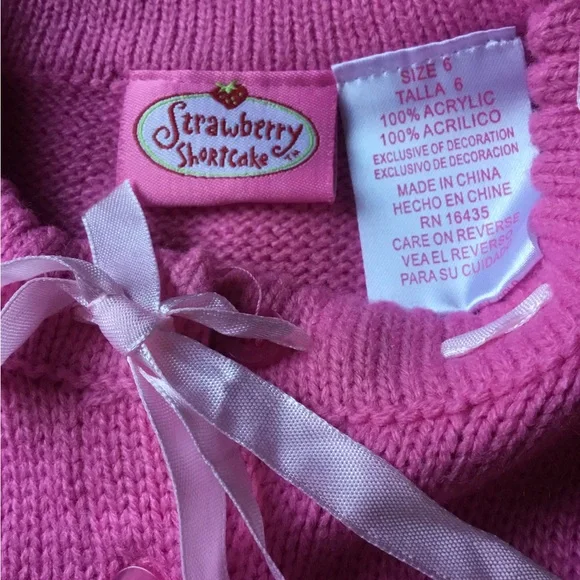 Strawberry
Shortcake™
SIZE 6
TALLA 6
100% ACRYLIC
100% ACRILICO
EXCLUSIVE OF DECORATION
EXCLUSIVO DE DECORACION
MADE IN CHINA
HECHO EN CHINE
RN 16435
CARE ON REVERSE
VEA EL REVERSO
PARA SU CUIDADO